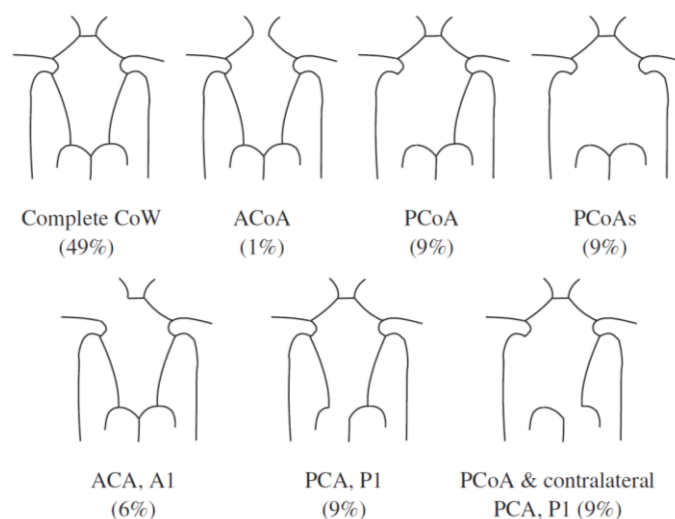 Complete CoW
(49%)
ACoA
(1%)
PCoA
(9%)
PCoAs
(9%)
ACA, A1
(6%)
PCA, P1
(9%)
PCoA & contralateral
PCA, P1 (9%)